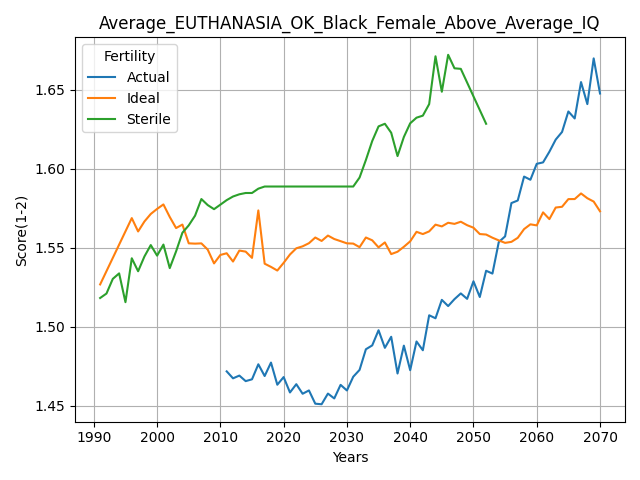 Average_EUTHANASIA_OK_Black_Female_Above_Average_IQ
Fertility
Actual
Ideal
Sterile
Score(1-2)
1.65
1.60
1.55
1.50
1.45
1990 2000 2010 2020 2030 2040 2050 2060 2070
Years